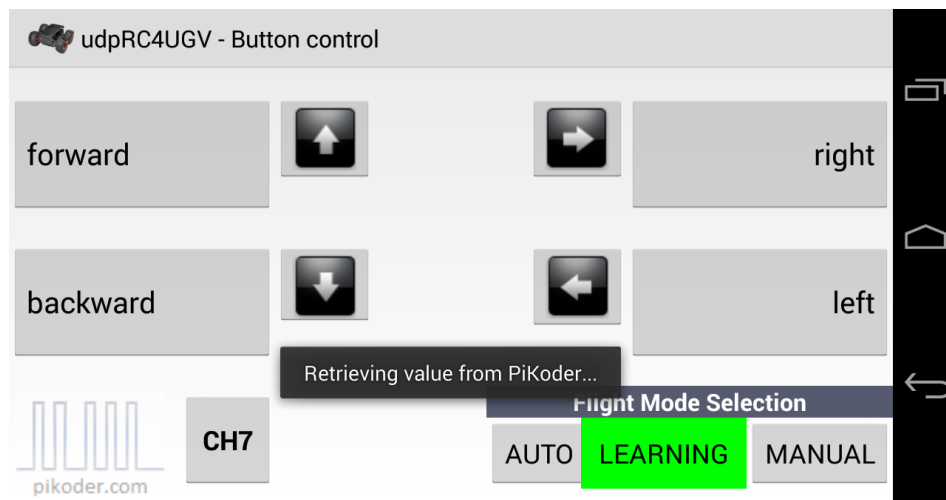 udpRC4UGV - Button control
forward
right
backward
left
Retrieving value from PiKoder...
Flight Mode Selection
CH7
AUTO
LEARNING
MANUAL
pikoder.com